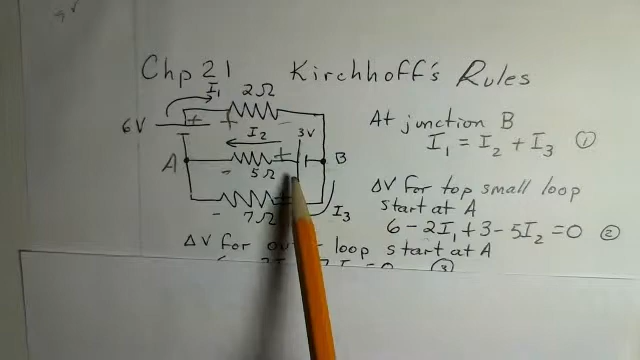 Chp 21 Kirchhoff's Rules
I₁ 2Ω
6V + +
-
I₂ 3V
A + B
- 5Ω
- 7Ω I₃
At junction B
I₁ = I₂ + I₃ ①
ΔV for top small loop
start at A
6 - 2I₁ + 3 - 5I₂ = 0 ②
ΔV for loop start at A